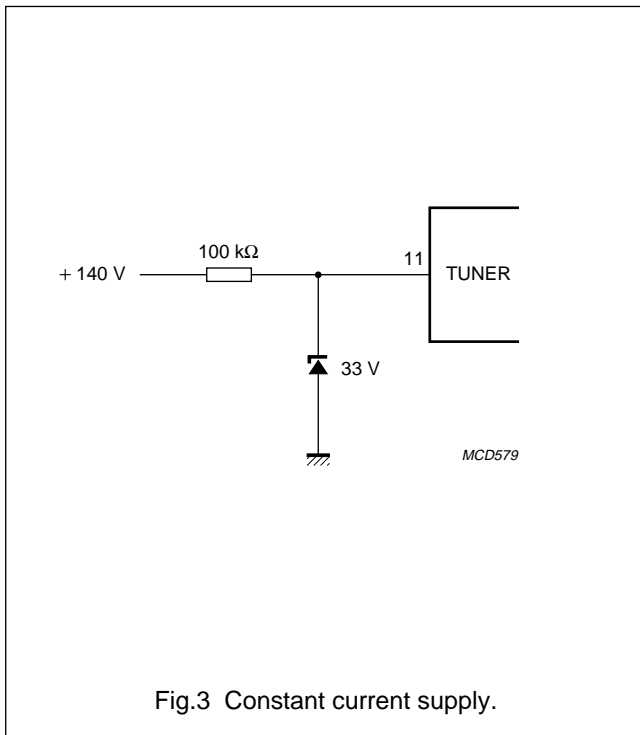 100 kΩ
+ 140 V
11
TUNER
33 V
MCD579
Fig.3 Constant current supply.